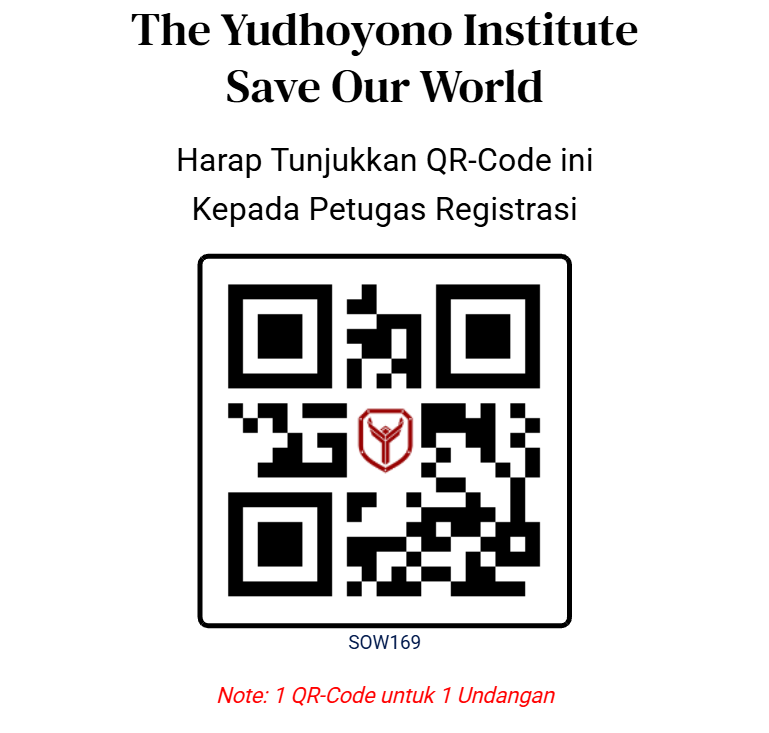 The Yudhoyono Institute
Save Our World
Harap Tunjukkan QR-Code ini
Kepada Petugas Registrasi
SOW169
Note: 1 QR-Code untuk 1 Undangan